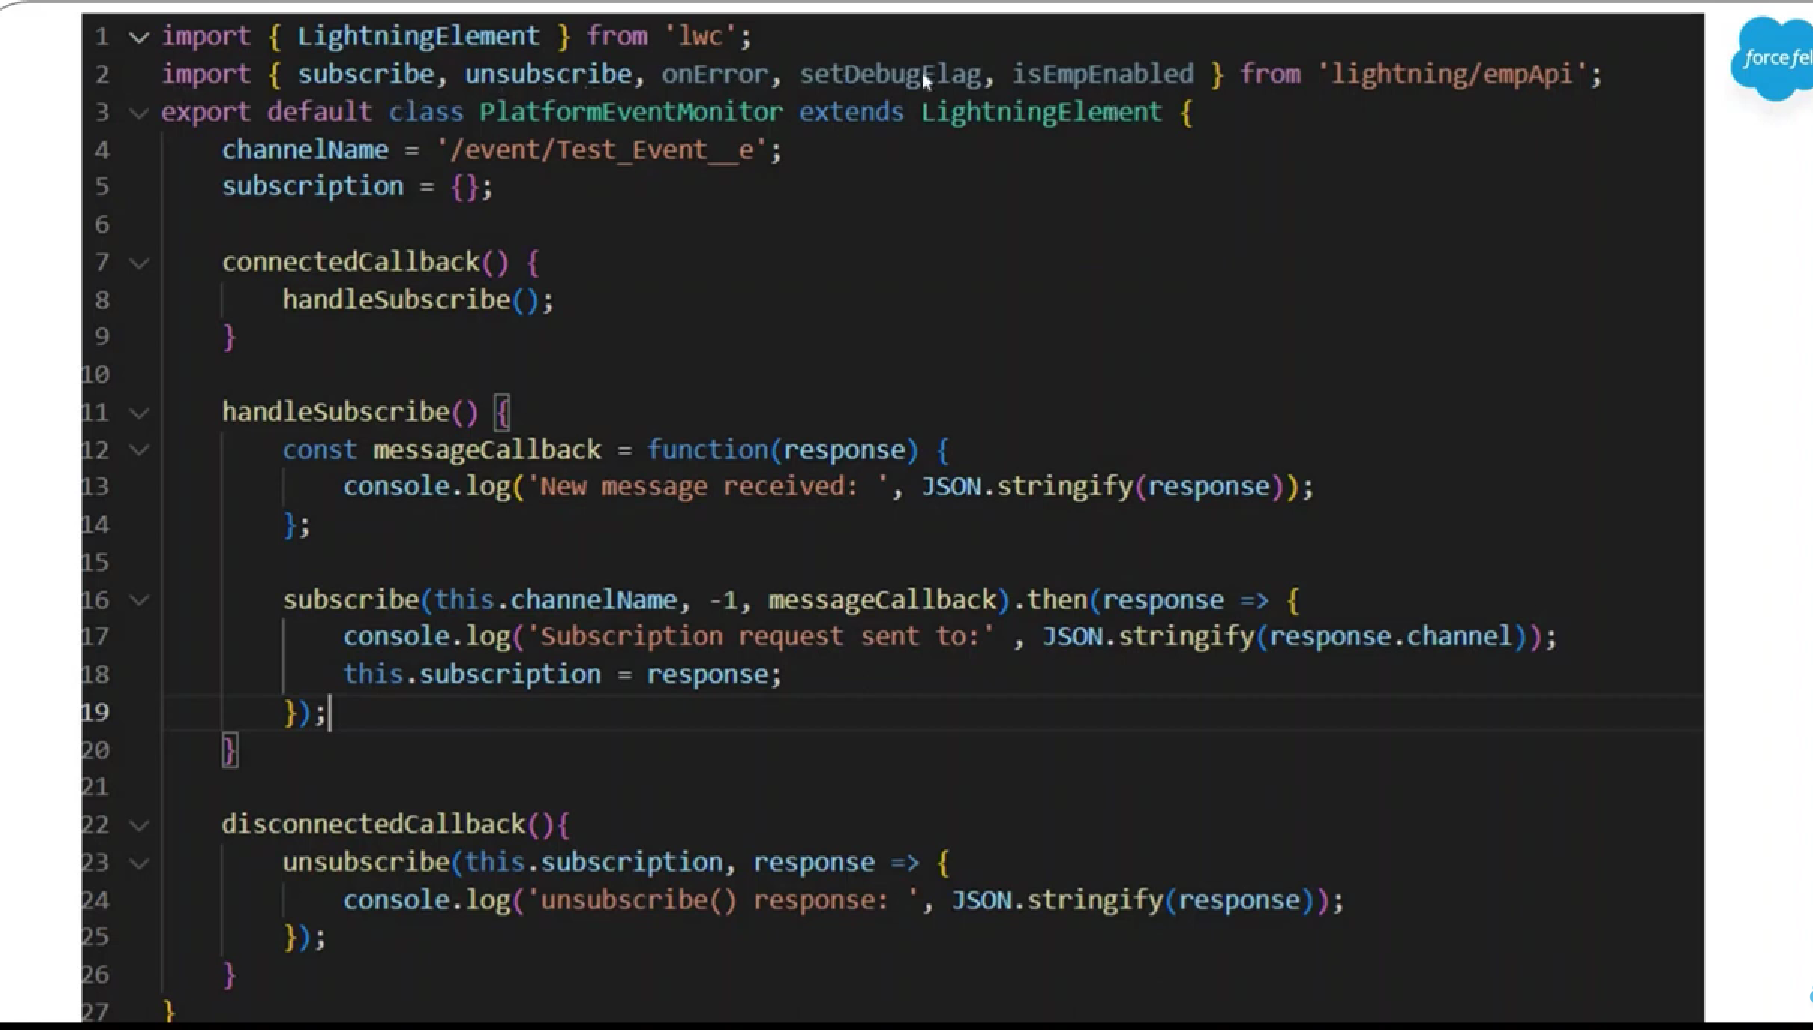 force fel
1 import { LightningElement } from 'lwc';
2 import { subscribe, unsubscribe, onError, setDebugFlag, isEmpEnabled } from 'lightning/empApi';
3 export default class PlatformEventMonitor extends LightningElement {
4     channelName = '/event/Test_Event__e';
5     subscription = {};
6
7     connectedCallback() {
8         handleSubscribe();
9     }
10
11     handleSubscribe() {
12         const messageCallback = function(response) {
13             console.log('New message received: ', JSON.stringify(response));
14         };
15
16         subscribe(this.channelName, -1, messageCallback).then(response => {
17             console.log('Subscription request sent to:' , JSON.stringify(response.channel));
18             this.subscription = response;
19         });
20     }
21
22     disconnectedCallback(){
23         unsubscribe(this.subscription, response => {
24             console.log('unsubscribe() response: ', JSON.stringify(response));
25         });
26     }
27 }